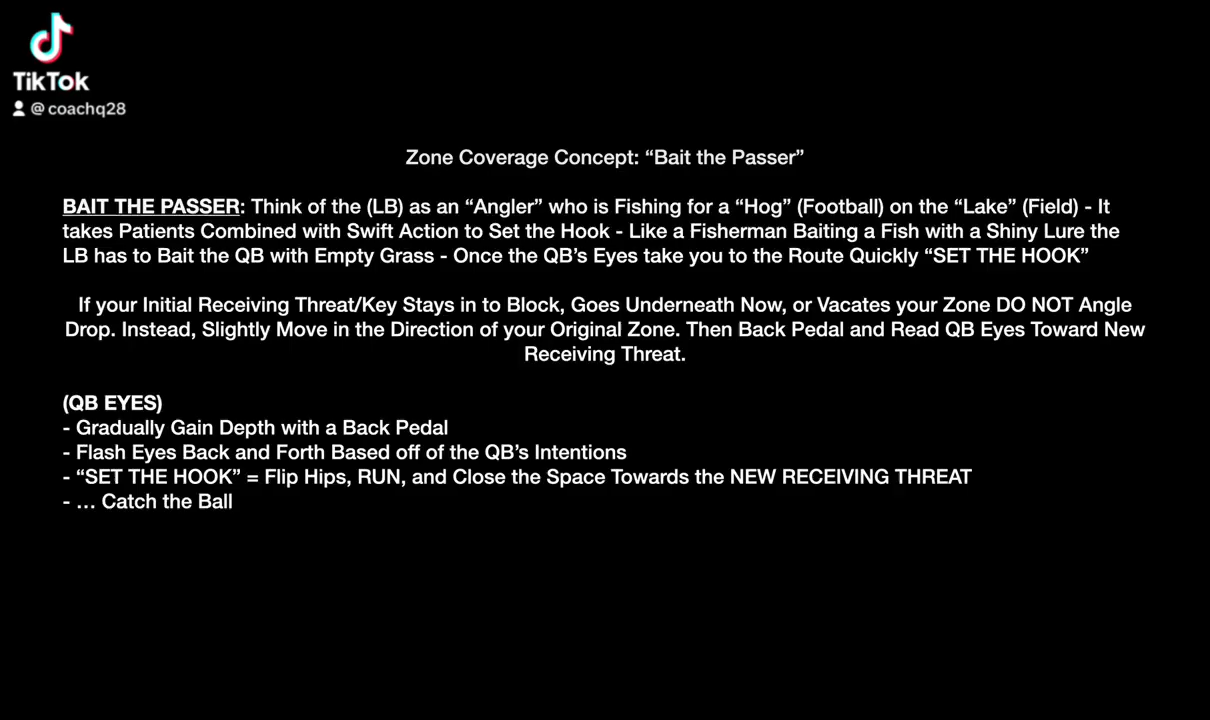 TikTok
@coachq28
Zone Coverage Concept: “Bait the Passer”
BAIT THE PASSER: Think of the (LB) as an “Angler” who is Fishing for a “Hog” (Football) on the “Lake” (Field) - It
takes Patients Combined with Swift Action to Set the Hook - Like a Fisherman Baiting a Fish with a Shiny Lure the
LB has to Bait the QB with Empty Grass - Once the QB’s Eyes take you to the Route Quickly “SET THE HOOK”
If your Initial Receiving Threat/Key Stays in to Block, Goes Underneath Now, or Vacates your Zone DO NOT Angle
Drop. Instead, Slightly Move in the Direction of your Original Zone. Then Back Pedal and Read QB Eyes Toward New
Receiving Threat.
(QB EYES)
- Gradually Gain Depth with a Back Pedal
- Flash Eyes Back and Forth Based off of the QB’s Intentions
- “SET THE HOOK” = Flip Hips, RUN, and Close the Space Towards the NEW RECEIVING THREAT
- … Catch the Ball